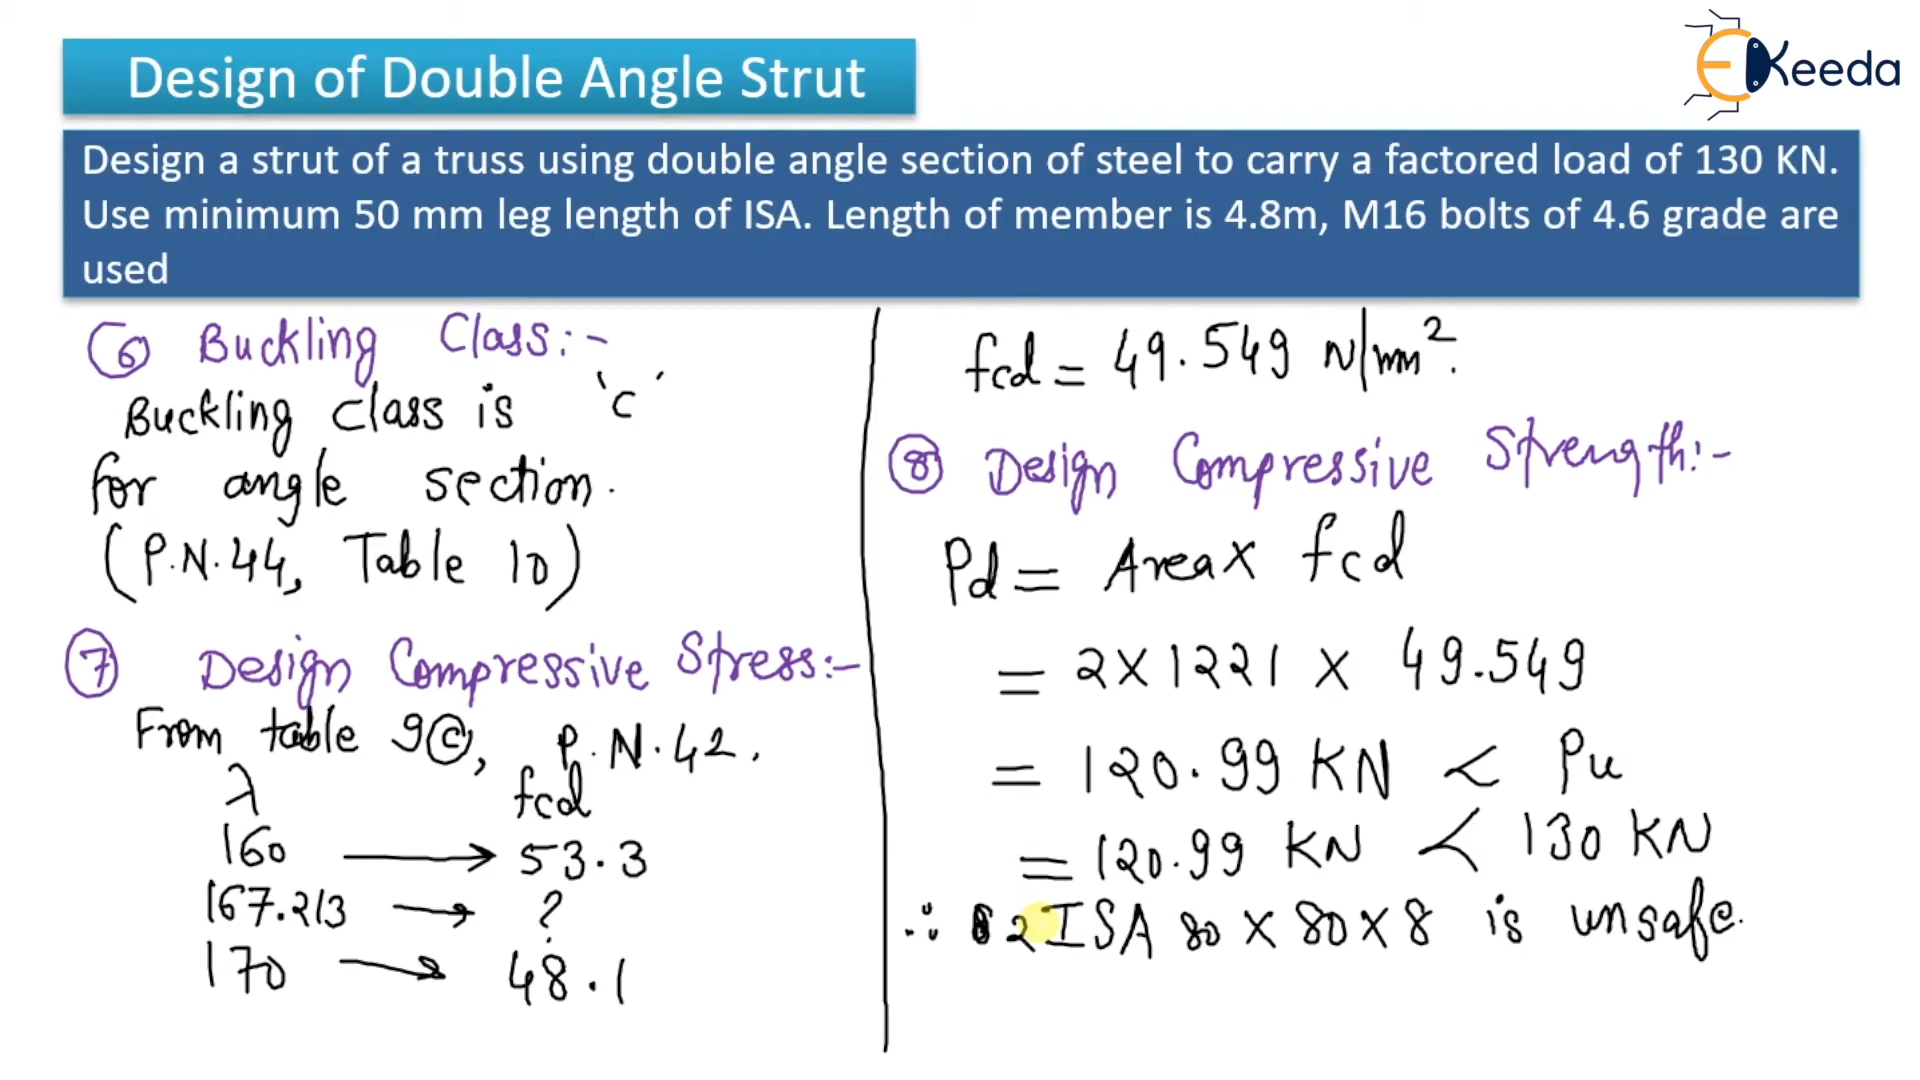 Keeda
Design of Double Angle Strut
Design a strut of a truss using double angle section of steel to carry a factored load of 130 KN.
Use minimum 50 mm leg length of ISA. Length of member is 4.8m, M16 bolts of 4.6 grade are
used
⑥ Buckling Class:-
Buckling class is 'c'
for angle section.
(P.N.44, Table 10)
⑦ Design Compressive Stress:-
From table 9ⓒ, P.N.42.
λ fcd
160 → 53.3
167.213 → ?
170 → 48.1
fcd = 49.549 N/mm².
⑧ Design Compressive Strength:-
Pd = Area x fcd
= 2 x 1221 x 49.549
= 120.99 KN < Pu
= 120.99 KN < 130 KN
∴ 2 ISA 80 x 80 x 8 is unsafe.